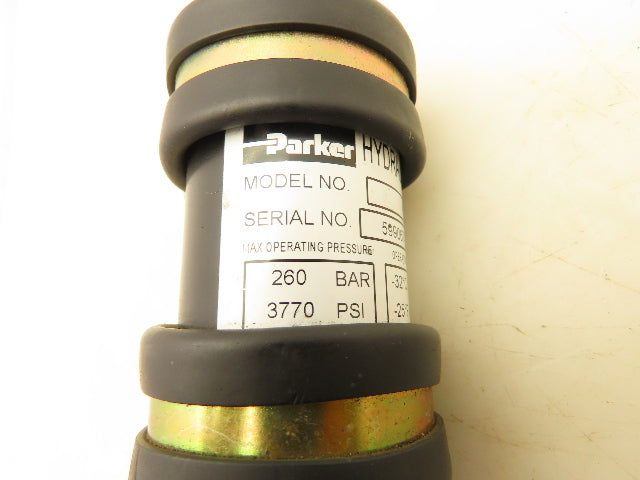 Parker HYDRA
MODEL NO.
SERIAL NO.
MAX OPERATING PRESSURE
260 BAR
3770 PSI